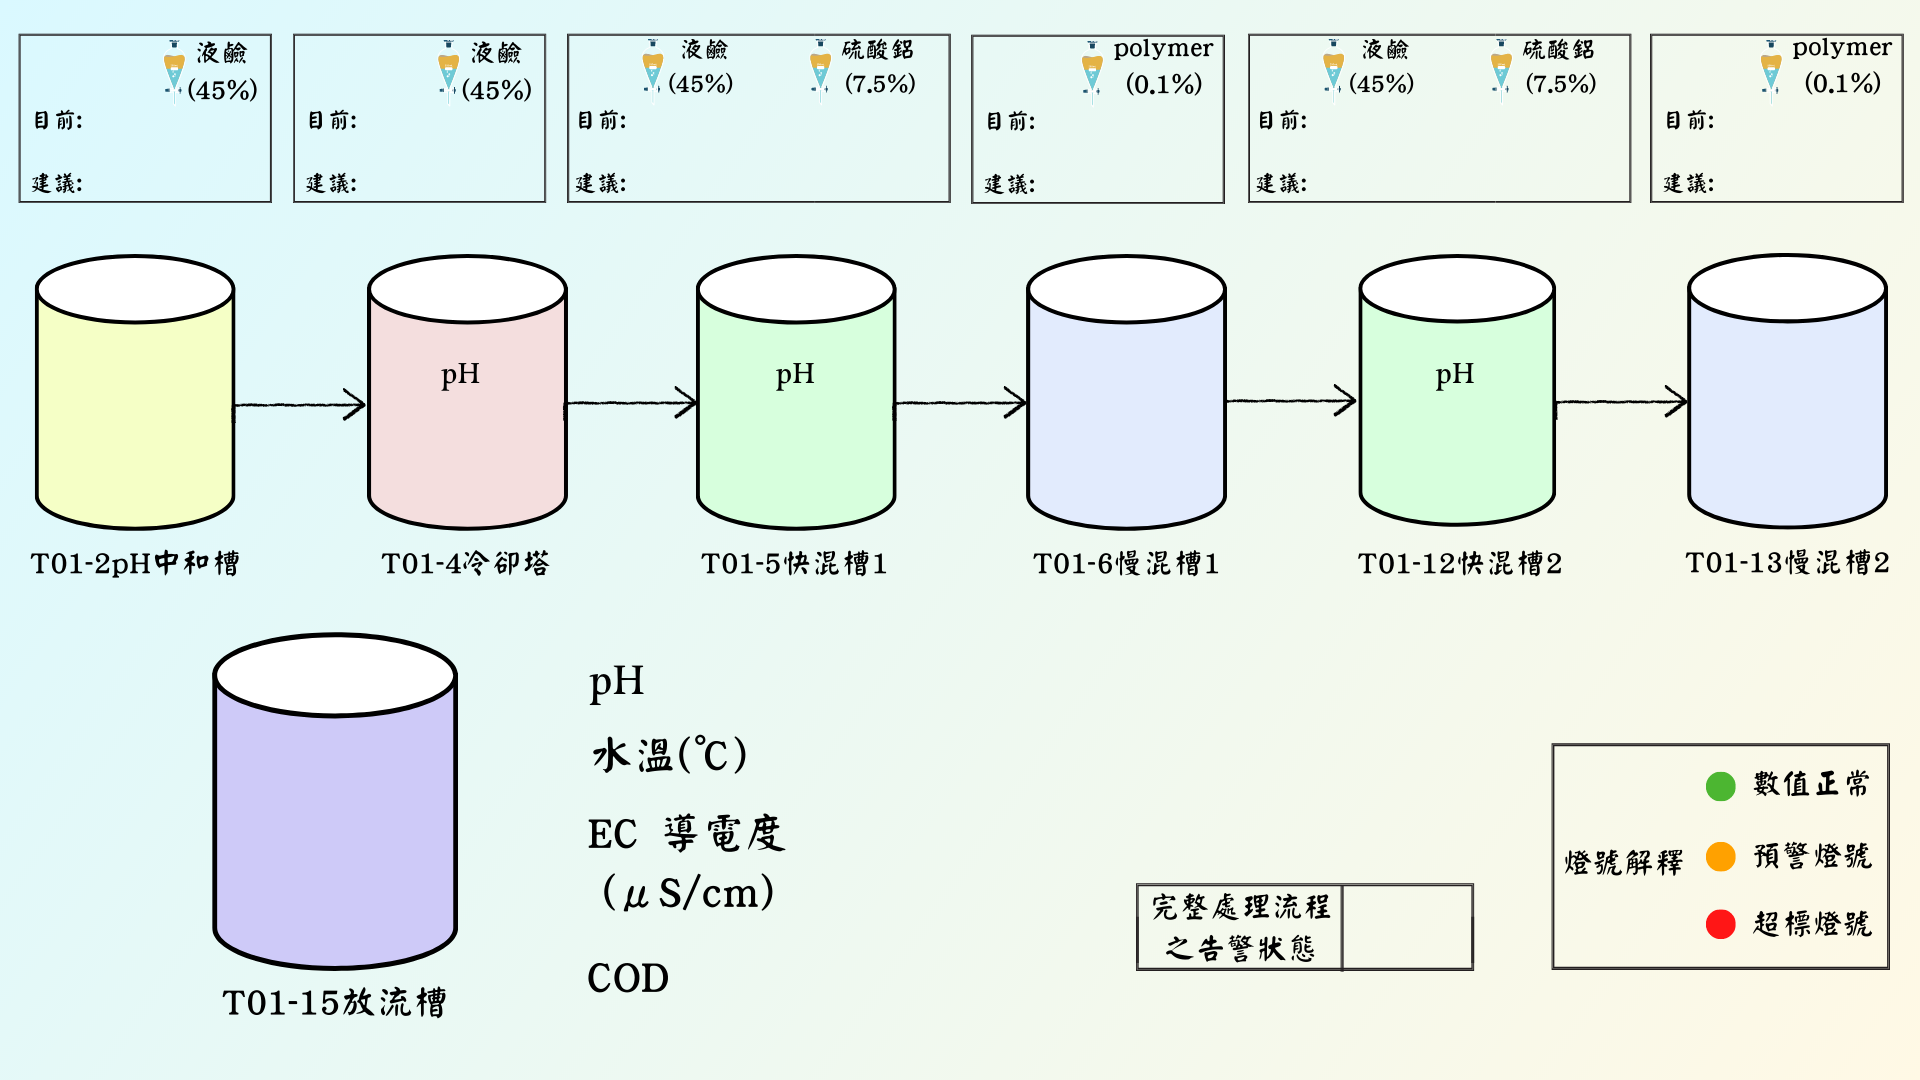 液鹼
(45%)
目前:
建議:
液鹼
(45%)
目前:
建議:
液鹼
(45%)
硫酸鋁
(7.5%)
目前:
建議:
polymer
(0.1%)
目前:
建議:
液鹼
(45%)
硫酸鋁
(7.5%)
目前:
建議:
polymer
(0.1%)
目前:
建議:
pH
pH
pH
T01-2pH中和槽
T01-4冷卻塔
T01-5快混槽1
T01-6慢混槽1
T01-12快混槽2
T01-13慢混槽2
T01-15放流槽
pH
水溫(℃)
EC 導電度
(μS/cm)
COD
完整處理流程
之告警狀態
燈號解釋
數值正常
預警燈號
超標燈號